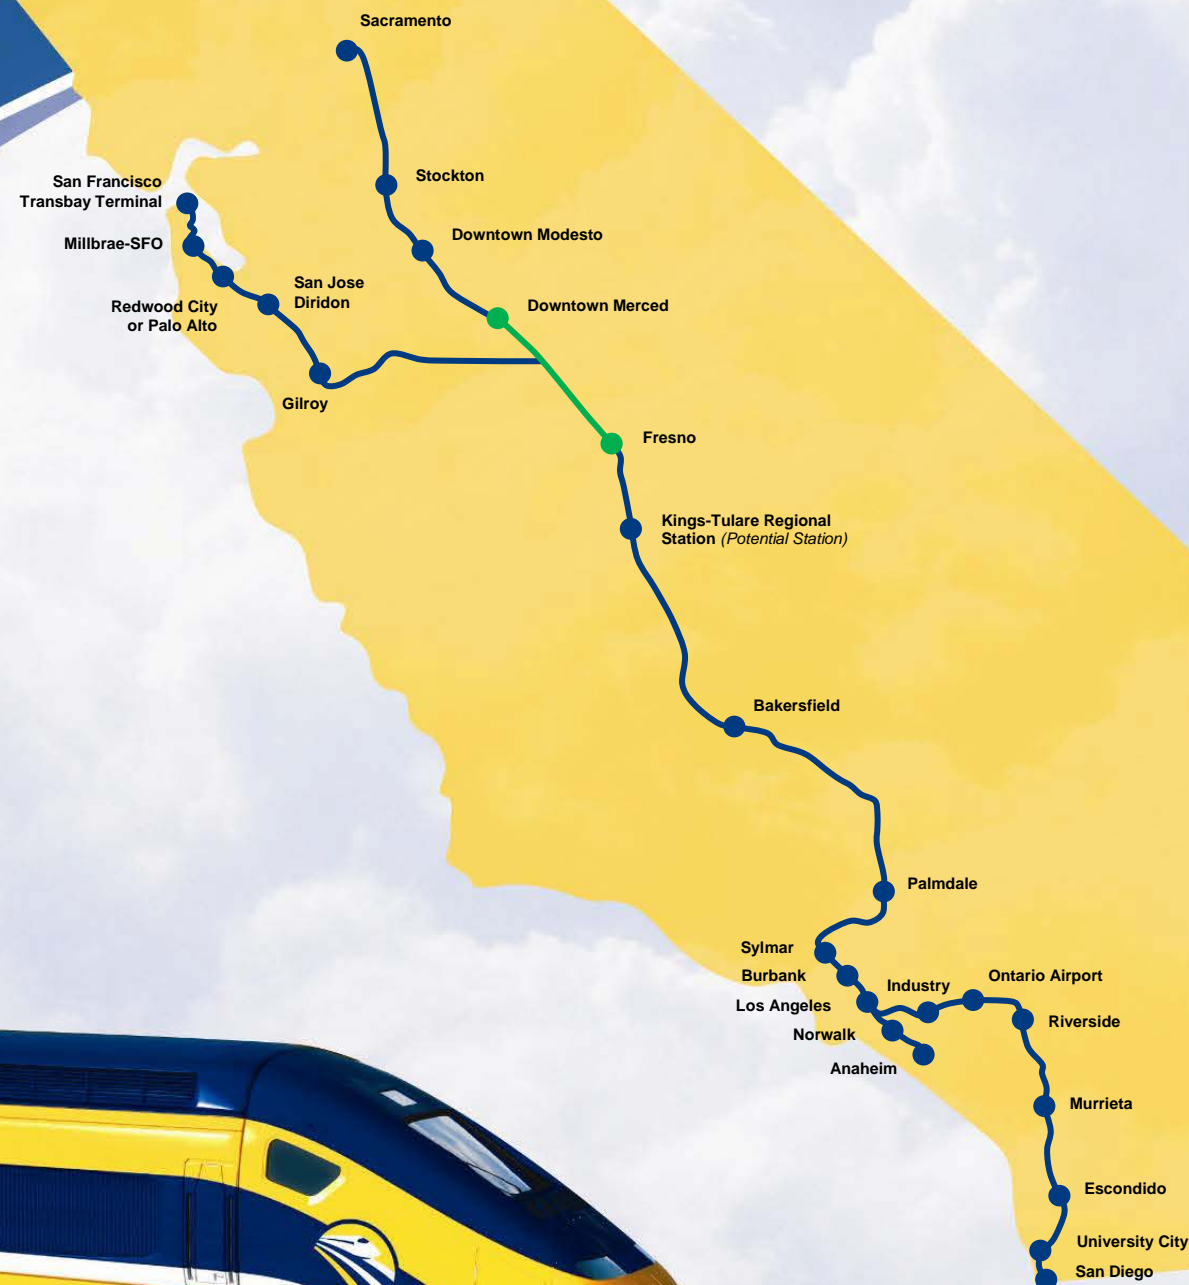 Sacramento
San Francisco
Transbay Terminal
Stockton
Millbrae-SFO
Downtown Modesto
San Jose
Diridon
Redwood City
or Palo Alto
Downtown Merced
Gilroy
Fresno
Kings-Tulare Regional
Station (Potential Station)
Bakersfield
Palmdale
Sylmar
Burbank
Industry
Ontario Airport
Los Angeles
Riverside
Norwalk
Anaheim
Murrieta
Escondido
University City
San Diego